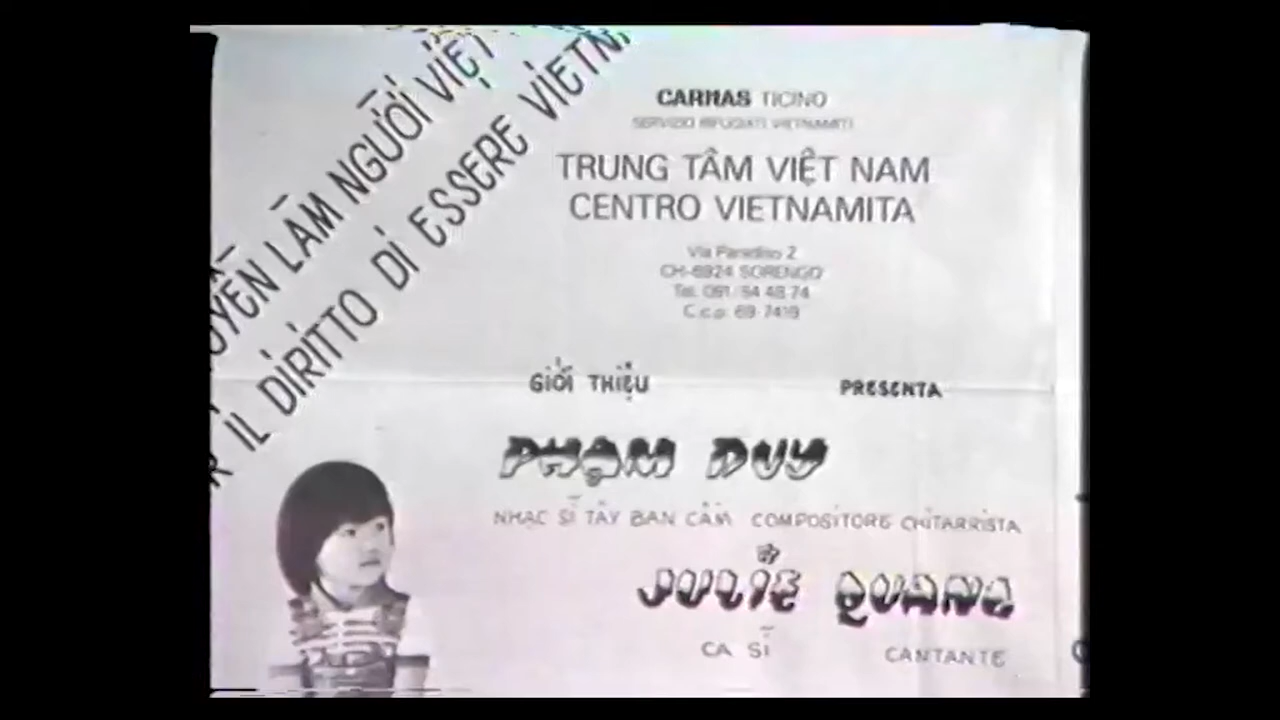 UYỀN LÀM NGƯỜI VIỆT
IL DIRITTO DI ESSERE VIETN
CARITAS TICINO
SERVIZIO RIFUGIATI VIETNAMITI
TRUNG TÂM VIỆT NAM
CENTRO VIETNAMITA
Via Paradiso 2
CH-6924 SORENGO
Tel. 091/54 48 74
C.c.p. 69-7419
GIỚI THIỆU PRESENTA
PHẠM DUY
NHẠC SĨ TÂY BAN CẦM COMPOSITORE CHITARRISTA
JULIE QUANG
CA SĨ CANTANTE